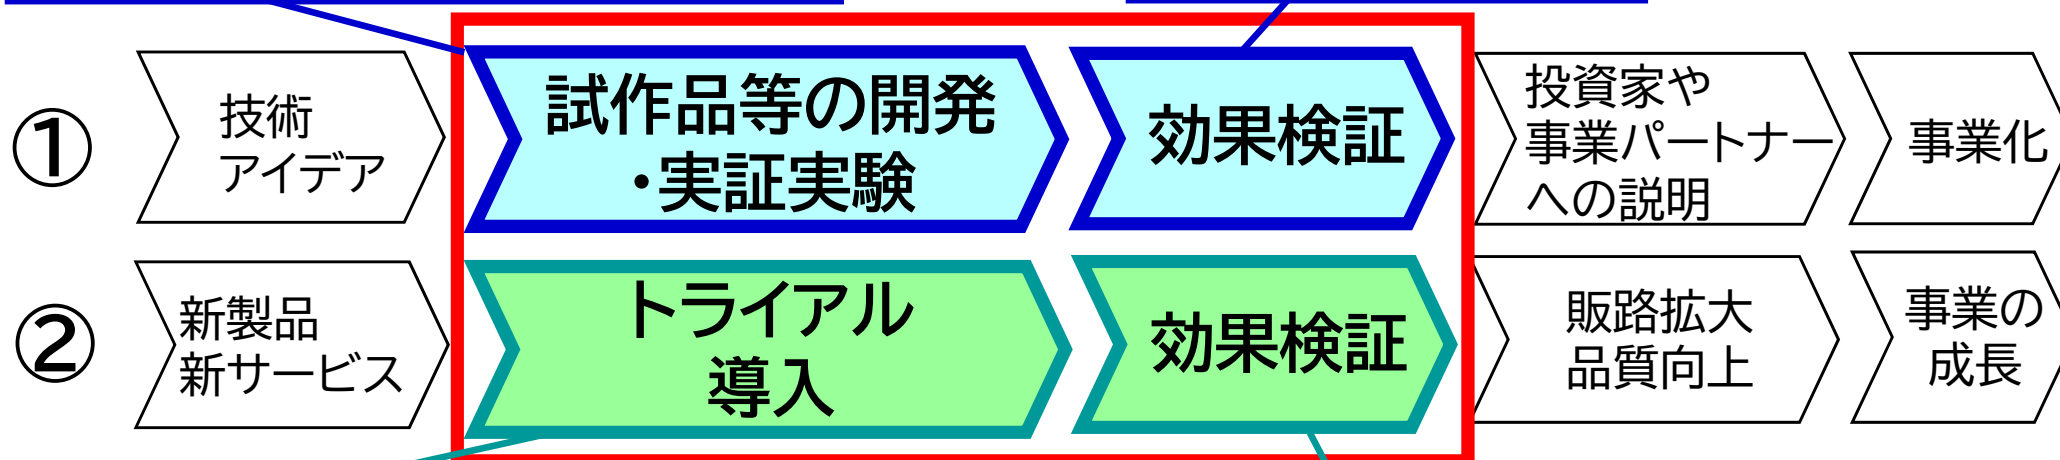 ①
技術
アイデア
試作品等の開発
・実証実験
効果検証
投資家や
事業パートナー
への説明
事業化
②
新製品
新サービス
トライアル
導入
効果検証
販路拡大
品質向上
事業の
成長